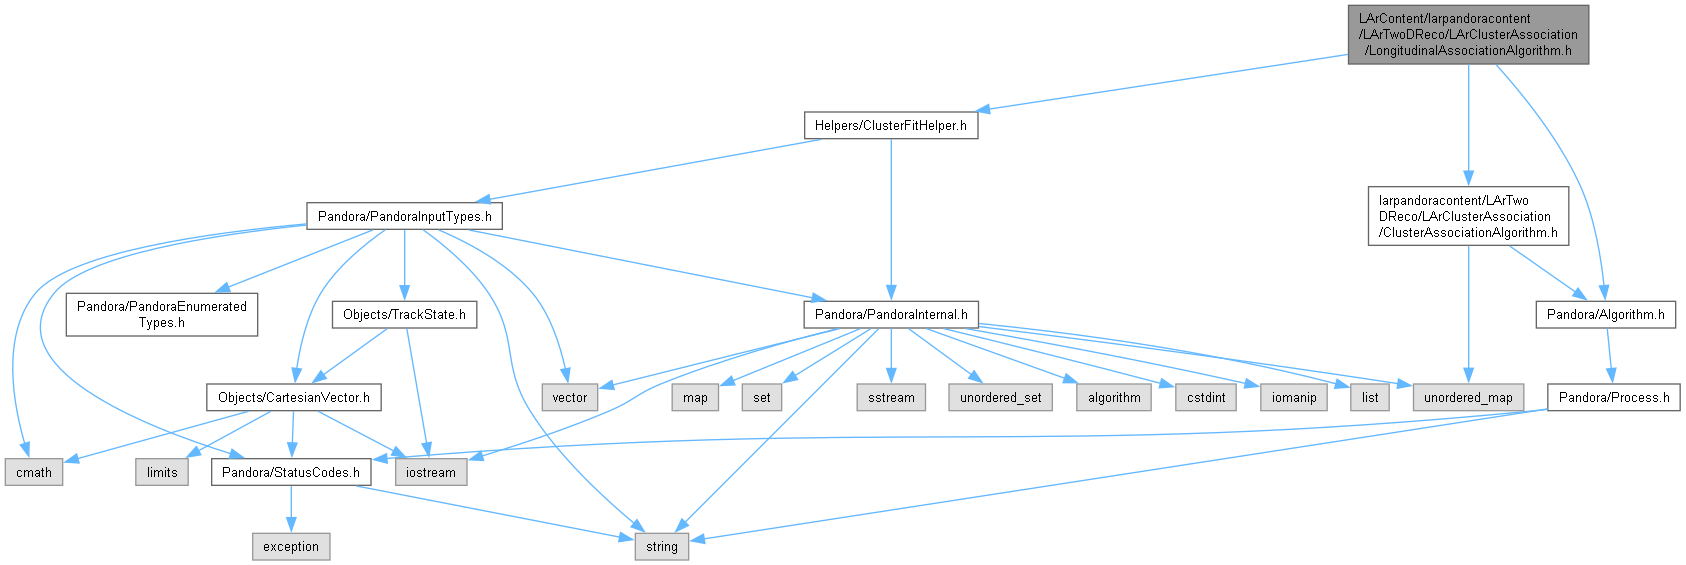 LArContent/larpandoracontent
/LArTwoDReco/LArClusterAssociation
/LongitudinalAssociationAlgorithm.h
Helpers/ClusterFitHelper.h
larpandoracontent/LArTwo
DReco/LArClusterAssociation
/ClusterAssociationAlgorithm.h
Pandora/PandoraInputTypes.h
Pandora/PandoraEnumerated
Types.h
Objects/TrackState.h
Pandora/PandoraInternal.h
Pandora/Algorithm.h
Objects/CartesianVector.h
vector
map
set
sstream
unordered_set
algorithm
cstdint
iomanip
list
unordered_map
Pandora/Process.h
cmath
limits
Pandora/StatusCodes.h
iostream
exception
string